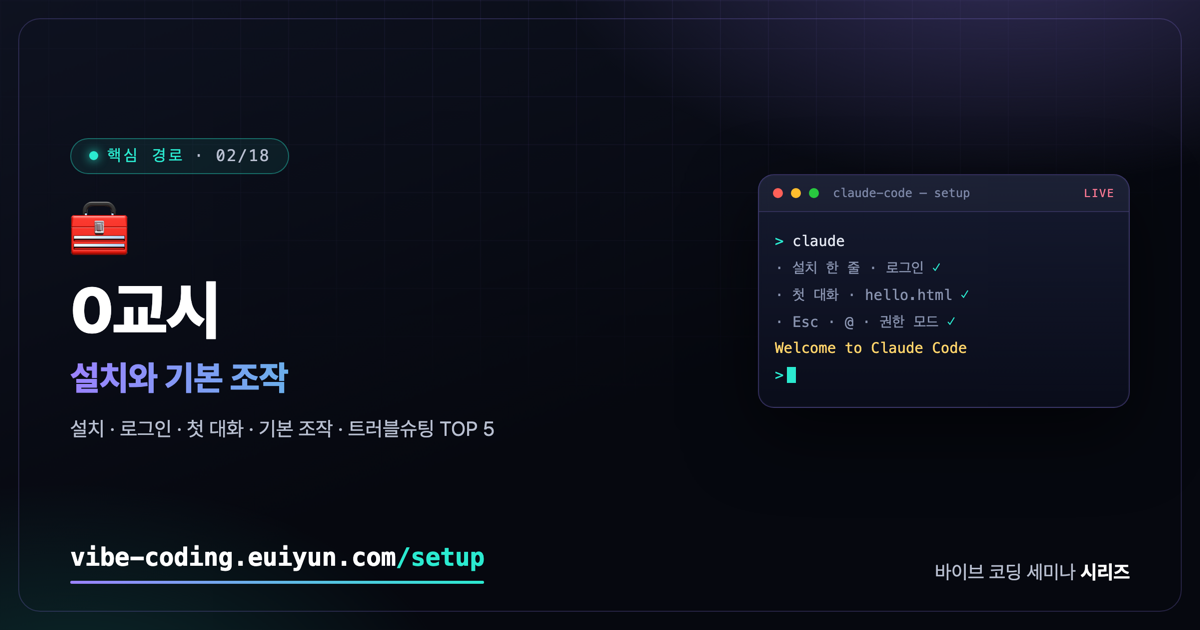 핵심 경로 · 02/18
0교시
설치와 기본 조작
설치 · 로그인 · 첫 대화 · 기본 조작 · 트러블슈팅 TOP 5
claude-code — setup
LIVE
> claude
· 설치 한 줄 · 로그인 ✓
· 첫 대화 · hello.html ✓
· Esc · @ · 권한 모드 ✓
Welcome to Claude Code
>
vibe-coding.euiyun.com/setup
바이브 코딩 세미나 시리즈